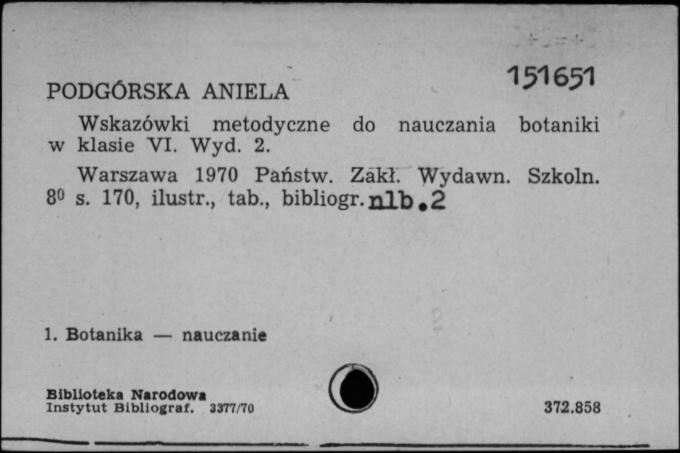 151651
PODGÓRSKA ANIELA
Wskazówki metodyczne do nauczania botaniki
w klasie VI. Wyd. 2.
Warszawa 1970 Państw. Zakł. Wydawn. Szkoln.
8⁰ s. 170, ilustr., tab., bibliogr. nlb.2
1. Botanika — nauczanie
Biblioteka Narodowa
Instytut Bibliograf. 3377/70
372.858